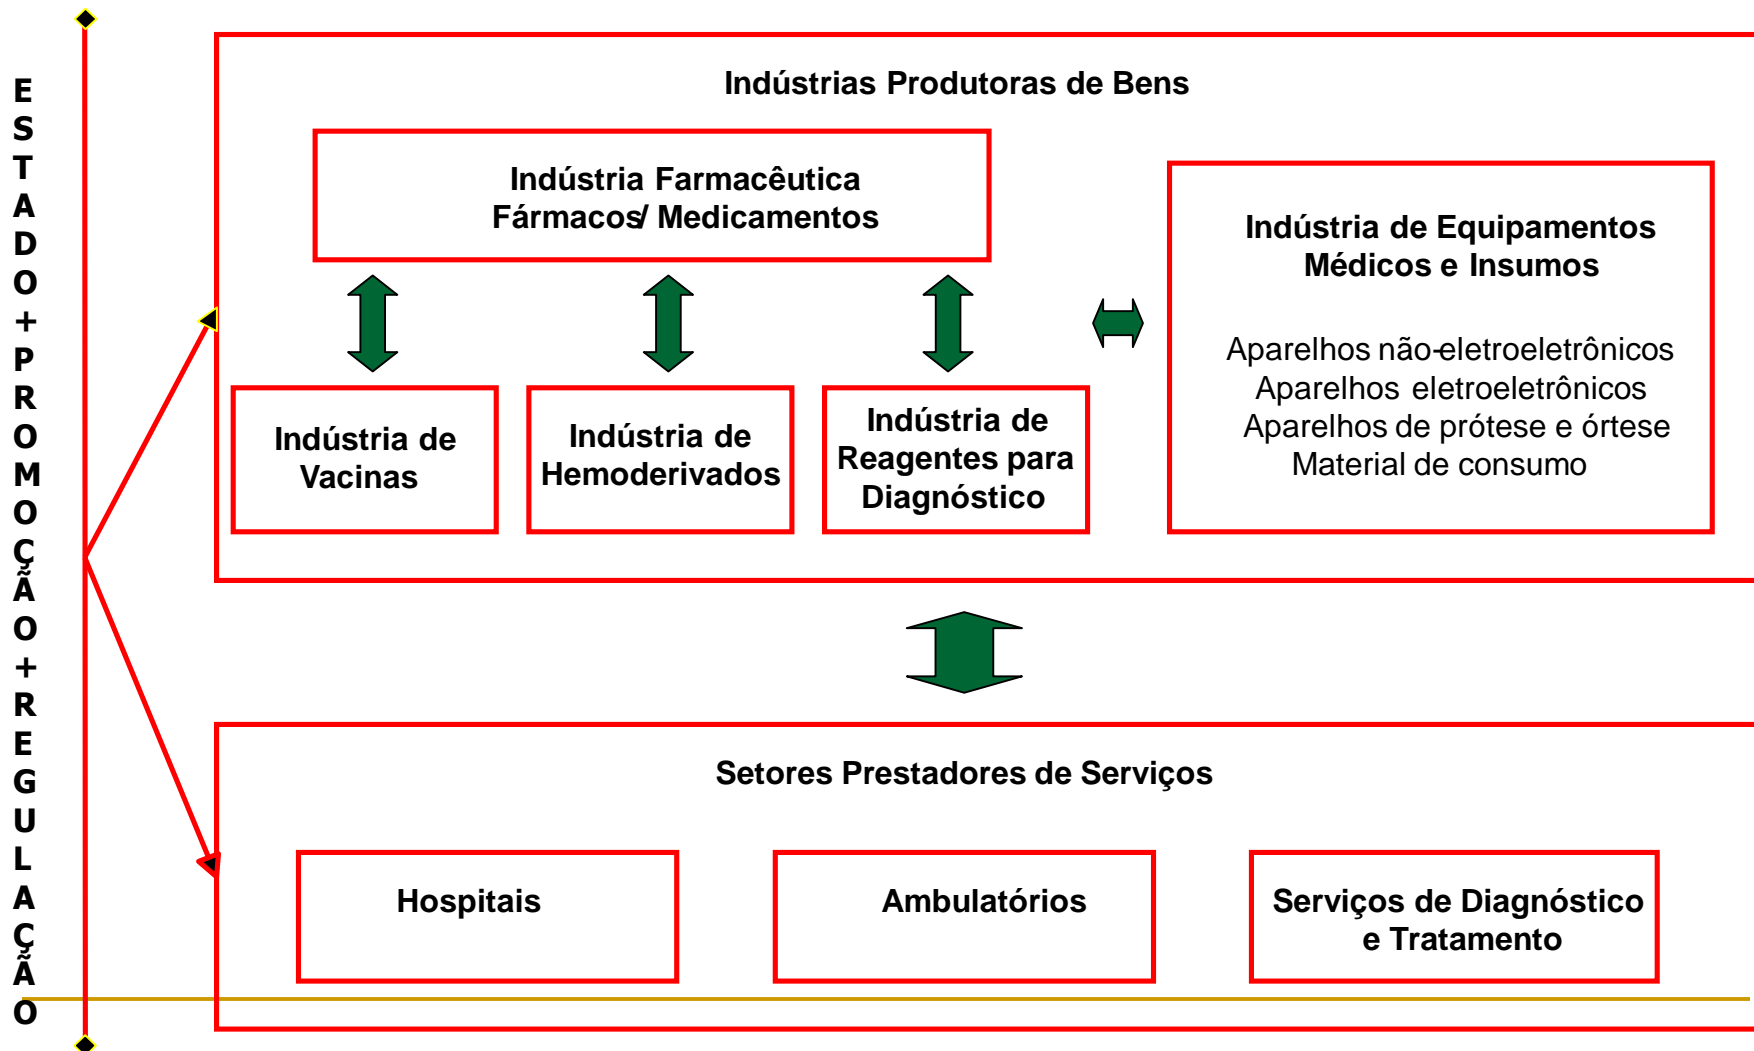 ESTADO+PROMOÇÃO+REGULAÇÃO
Indústrias Produtoras de Bens
Indústria Farmacêutica
Fármacos/ Medicamentos
Indústria de Equipamentos
Médicos e Insumos
Aparelhos não-eletroeletrônicos
Aparelhos eletroeletrônicos
Aparelhos de prótese e órtese
Material de consumo
Indústria de
Vacinas
Indústria de
Hemoderivados
Indústria de
Reagentes para
Diagnóstico
Setores Prestadores de Serviços
Hospitais
Ambulatórios
Serviços de Diagnóstico
e Tratamento